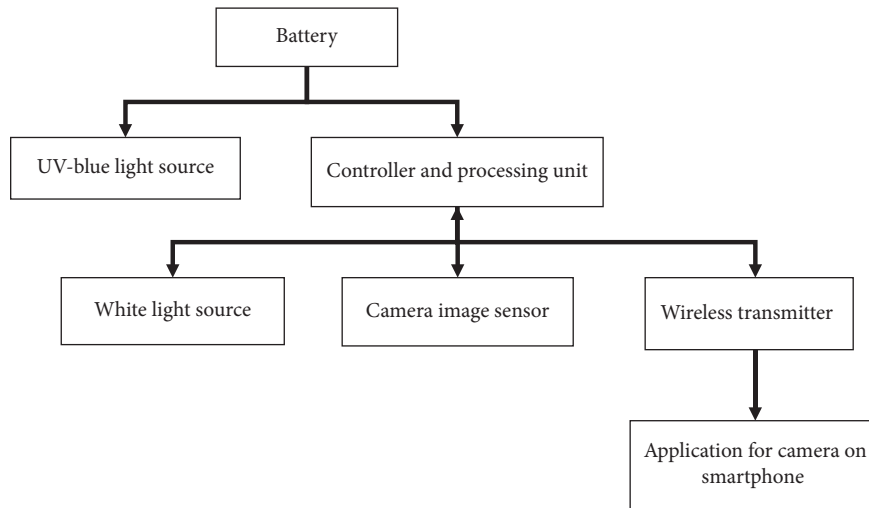 Battery
UV-blue light source
Controller and processing unit
White light source
Camera image sensor
Wireless transmitter
Application for camera on
smartphone